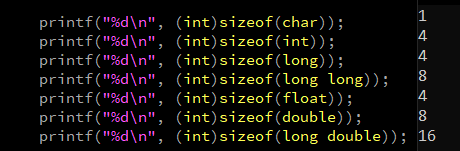 printf("%d\n", (int)sizeof(char)); 1
printf("%d\n", (int)sizeof(int)); 4
printf("%d\n", (int)sizeof(long)); 4
printf("%d\n", (int)sizeof(long long)); 8
printf("%d\n", (int)sizeof(float)); 4
printf("%d\n", (int)sizeof(double)); 8
printf("%d\n", (int)sizeof(long double)); 16